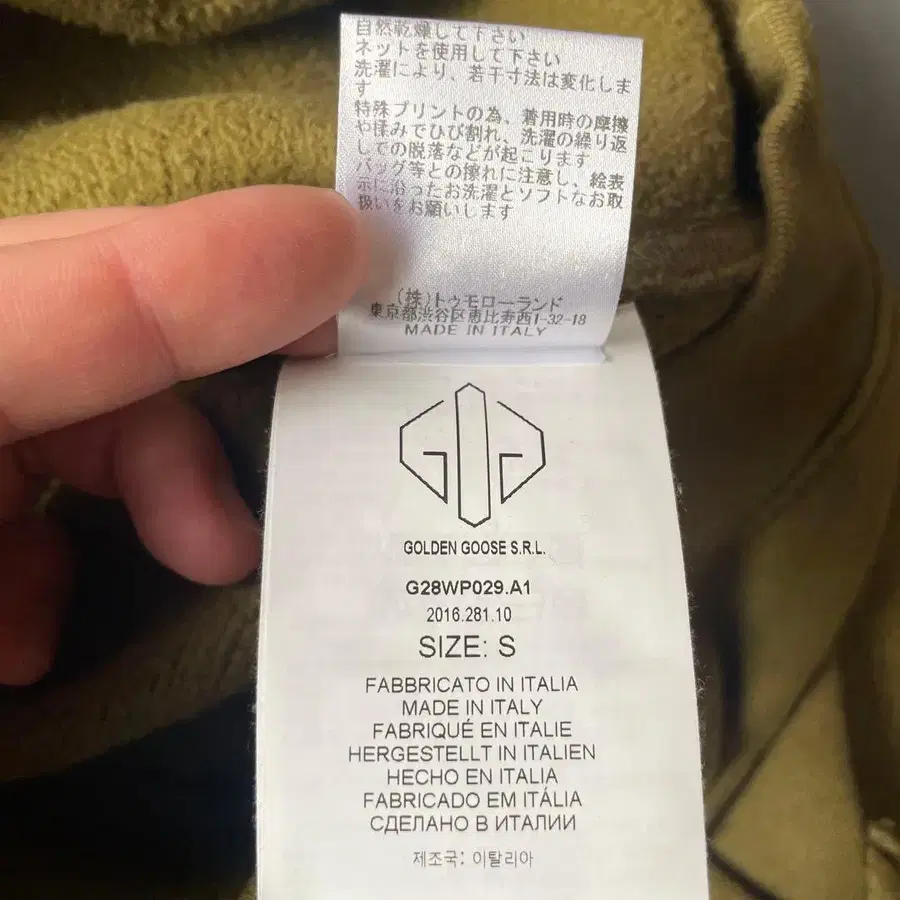 自然乾燥して下さい
ネットを使用して下さい
洗濯により、若干寸法は変化しま
す
特殊プリントの為、着用時の摩擦
や揉みでひび割れ、洗濯の繰り返
しでの脱落などが起こります
バッグ等との擦れに注意し、絵表
示に沿ったお洗濯とソフトなお取
扱いをお願いします
(株)トゥモローランド
東京都渋谷区恵比寿西1-32-18
MADE IN ITALY
GOLDEN GOOSE S.R.L.
G28WP029.A1
2016.281.10
SIZE: S
FABBRICATO IN ITALIA
MADE IN ITALY
FABRIQUÉ EN ITALIE
HERGESTELLT IN ITALIEN
HECHO EN ITALIA
FABRICADO EM ITÁLIA
СДЕЛАНО В ИТАЛИИ
제조국: 이탈리아